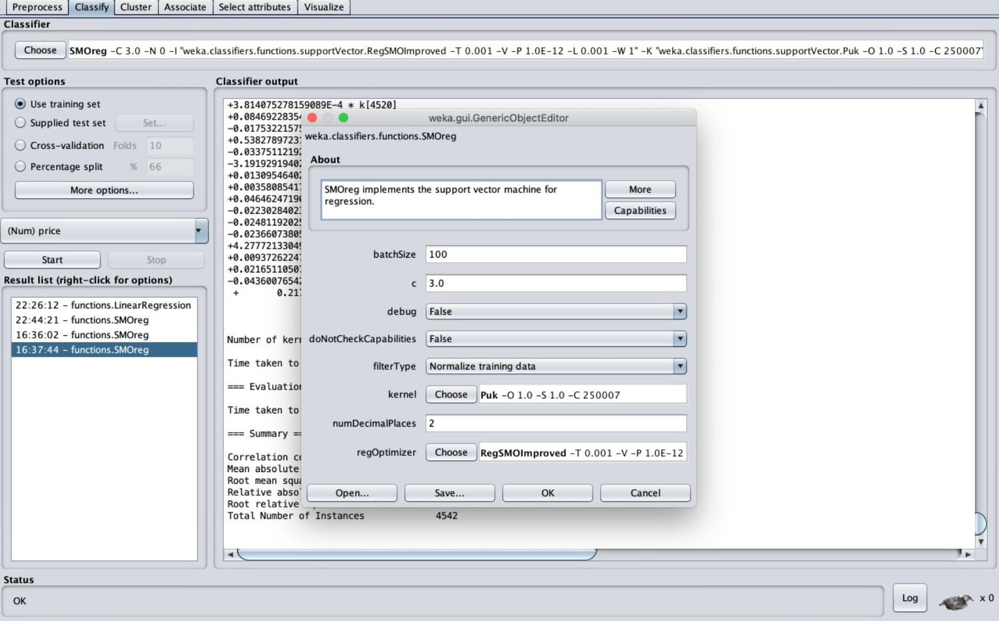 Preprocess Classify Cluster Associate Select attributes Visualize
Classifier
Choose SMOreg -C 3.0 -N 0 -I "weka.classifiers.functions.supportVector.RegSMOImproved -T 0.001 -V -P 1.0E-12 -L 0.001 -W 1" -K "weka.classifiers.functions.supportVector.Puk -O 1.0 -S 1.0 -C 250007"
Test options
Use training set
Supplied test set Set...
Cross-validation Folds 10
Percentage split % 66
More options...
(Num) price
Start Stop
Result list (right-click for options)
22:26:12 - functions.LinearRegression
22:44:21 - functions.SMOreg
16:36:02 - functions.SMOreg
16:37:44 - functions.SMOreg
Classifier output
+3.814075278159089E-4 * k[4520]
+0.0846922835
-0.0175322157
+0.5382789723
-0.0337511219
-3.1919291940
+0.0130954640
+0.0035808541
+0.0464624719
-0.0223028402
-0.0248119202
-0.0236607380
+4.2777213304
+0.0093726224
+0.0216511050
-0.0436007654
+ 0.21
Number of ker
Time taken to
=== Evaluation
Time taken to
=== Summary ==
Correlation c
Mean absolute
Root mean squ
Relative abso
Root relative
Total Number of Instances 4542
weka.gui.GenericObjectEditor
weka.classifiers.functions.SMOreg
About
SMOreg implements the support vector machine for
regression.
More
Capabilities
batchSize 100
c 3.0
debug False
doNotCheckCapabilities False
filterType Normalize training data
kernel Choose Puk -O 1.0 -S 1.0 -C 250007
numDecimalPlaces 2
regOptimizer Choose RegSMOImproved -T 0.001 -V -P 1.0E-12
Open... Save... OK Cancel
Status
OK
Log x 0